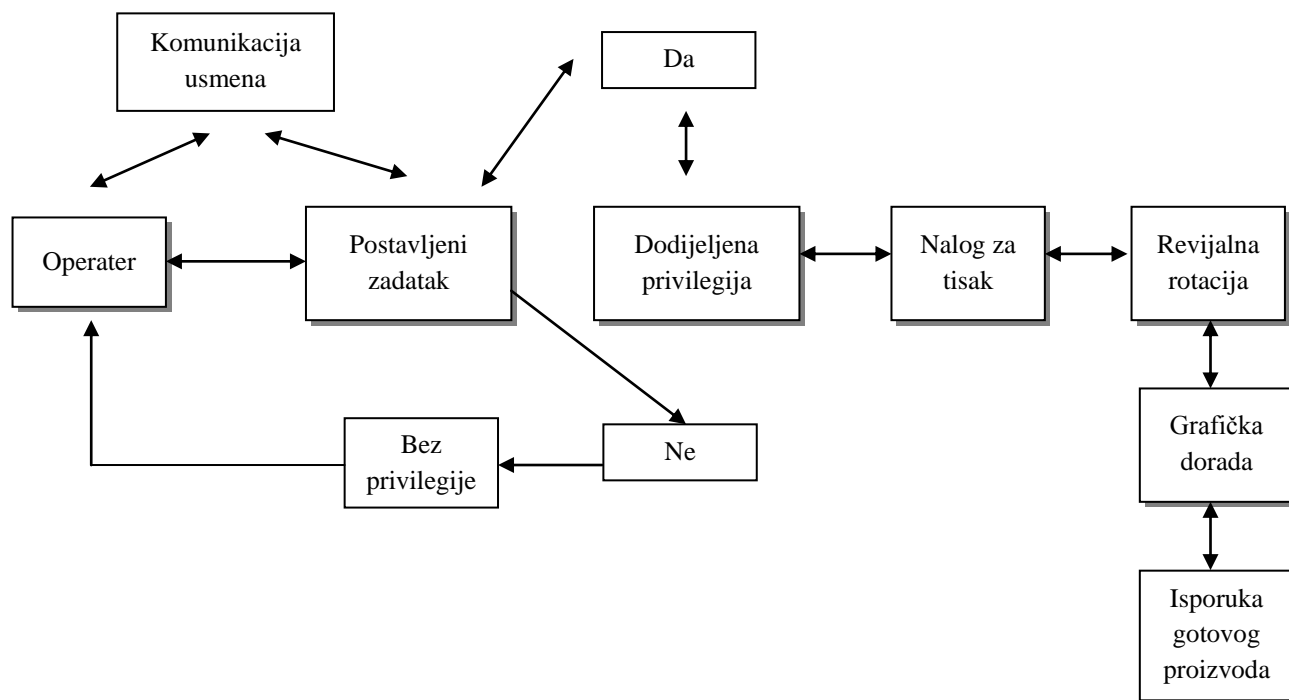 Komunikacija
usmena
Da
Operater
Postavljeni
zadatak
Dodijeljena
privilegija
Nalog za
tisak
Revijalna
rotacija
Bez
privilegije
Ne
Grafička
dorada
Isporuka
gotovog
proizvoda